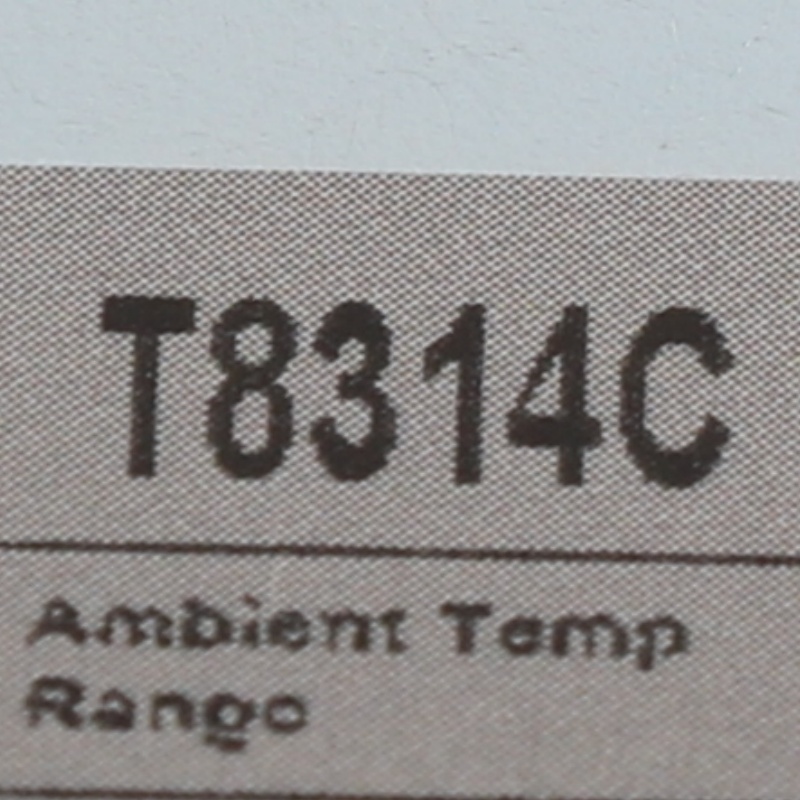 T8314C
Ambient Temp
Range